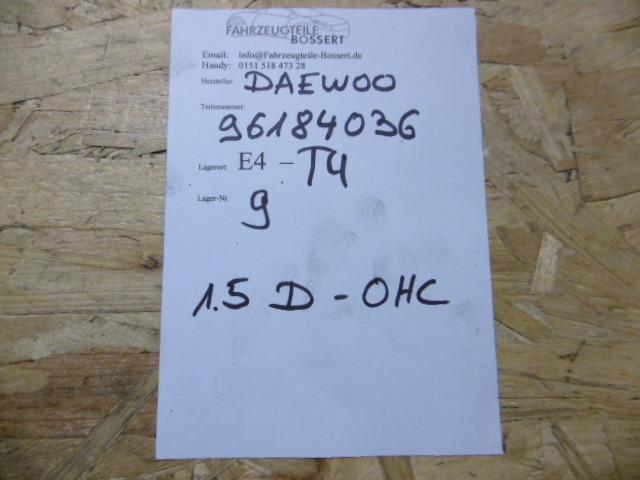 FAHRZEUGTEILE
BOSSERT
Email: info@Fahrzeugteile-Bossert.de
Handy: 0151 518 473 28
Hersteller: DAEWOO
Teilenummer:
96184036
Lagerort: E4 - T4
Lager-Nr. 9
1.5 D - OHC